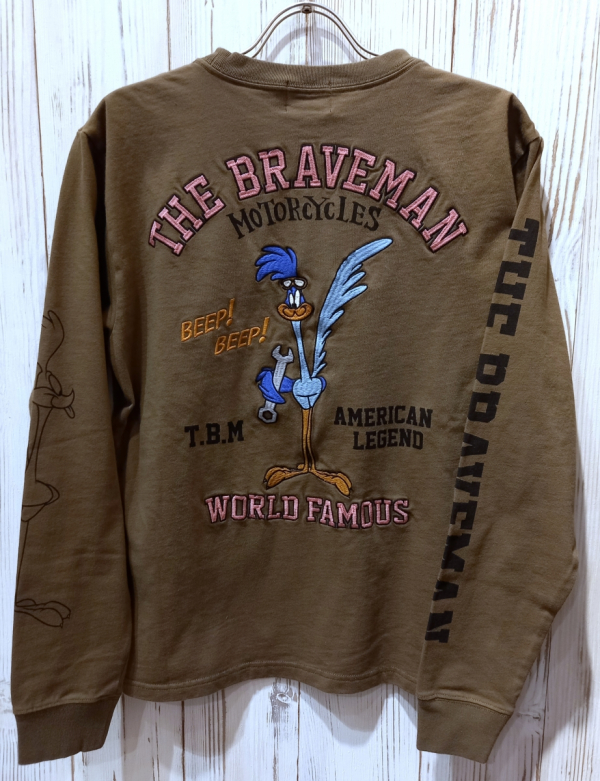 THE BRAVEMAN
MOTORCYCLES
BEEP!
BEEP!
T.B.M
AMERICAN
LEGEND
WORLD FAMOUS
THE BRAVEMAN